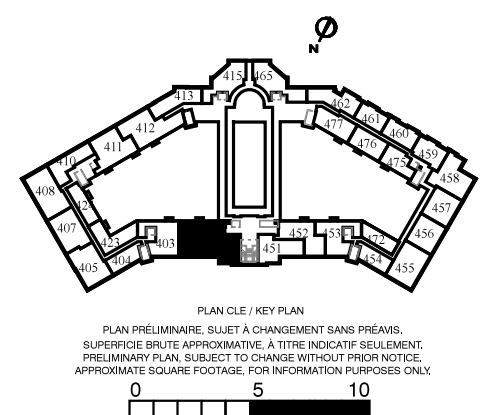 N
415 465
413 462
461
412 477 460
411 476 459
410 475 458
408
424 457
407 423 403 452 453 472 456
451
405 404 454 455
PLAN CLE / KEY PLAN
PLAN PRÉLIMINAIRE, SUJET À CHANGEMENT SANS PRÉAVIS.
SUPERFICIE BRUTE APPROXIMATIVE, À TITRE INDICATIF SEULEMENT.
PRELIMINARY PLAN, SUBJECT TO CHANGE WITHOUT PRIOR NOTICE.
APPROXIMATE SQUARE FOOTAGE, FOR INFORMATION PURPOSES ONLY.
0 5 10